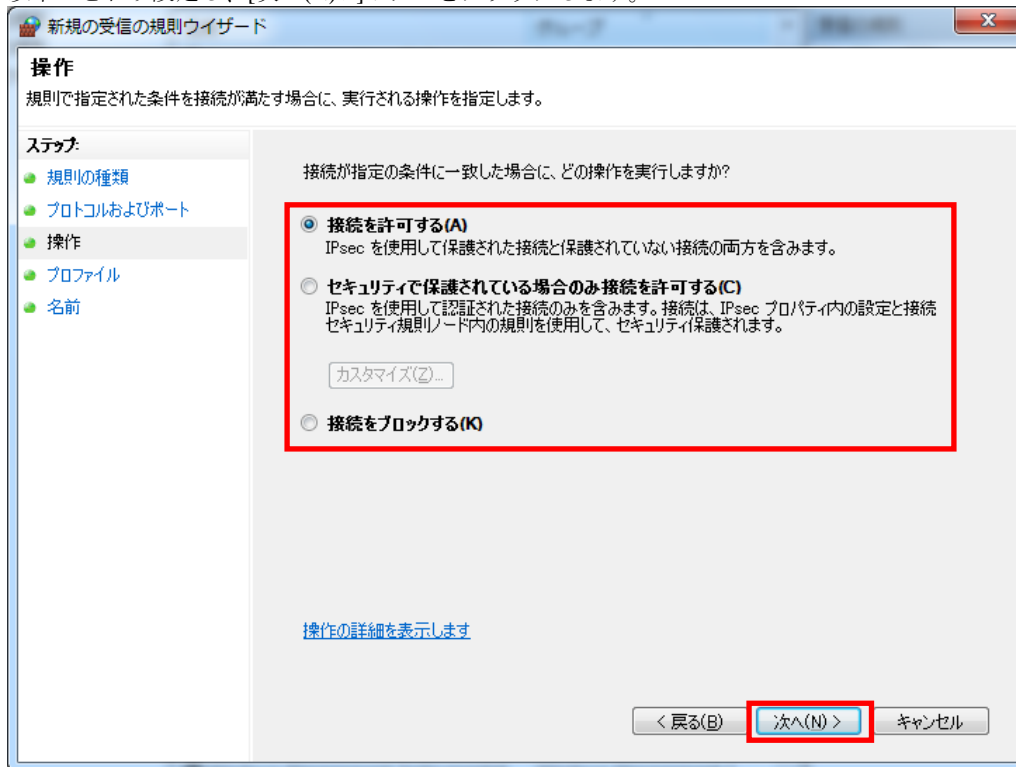 新規の受信の規則ウィザード
操作
規則で指定された条件を接続が満たす場合に、実行される操作を指定します。
ステップ:
規則の種類
プロトコルおよびポート
操作
プロファイル
名前
接続が指定の条件に一致した場合に、どの操作を実行しますか?
接続を許可する(A)
IPsec を使用して保護された接続と保護されていない接続の両方を含みます。
セキュリティで保護されている場合のみ接続を許可する(C)
IPsec を使用して認証された接続のみを含みます。接続は、IPsec プロパティ内の設定と接続
セキュリティ規則ノード内の規則を使用して、セキュリティ保護されます。
カスタマイズ(Z)...
接続をブロックする(K)
操作の詳細を表示します
< 戻る(B)
次へ(N) >
キャンセル